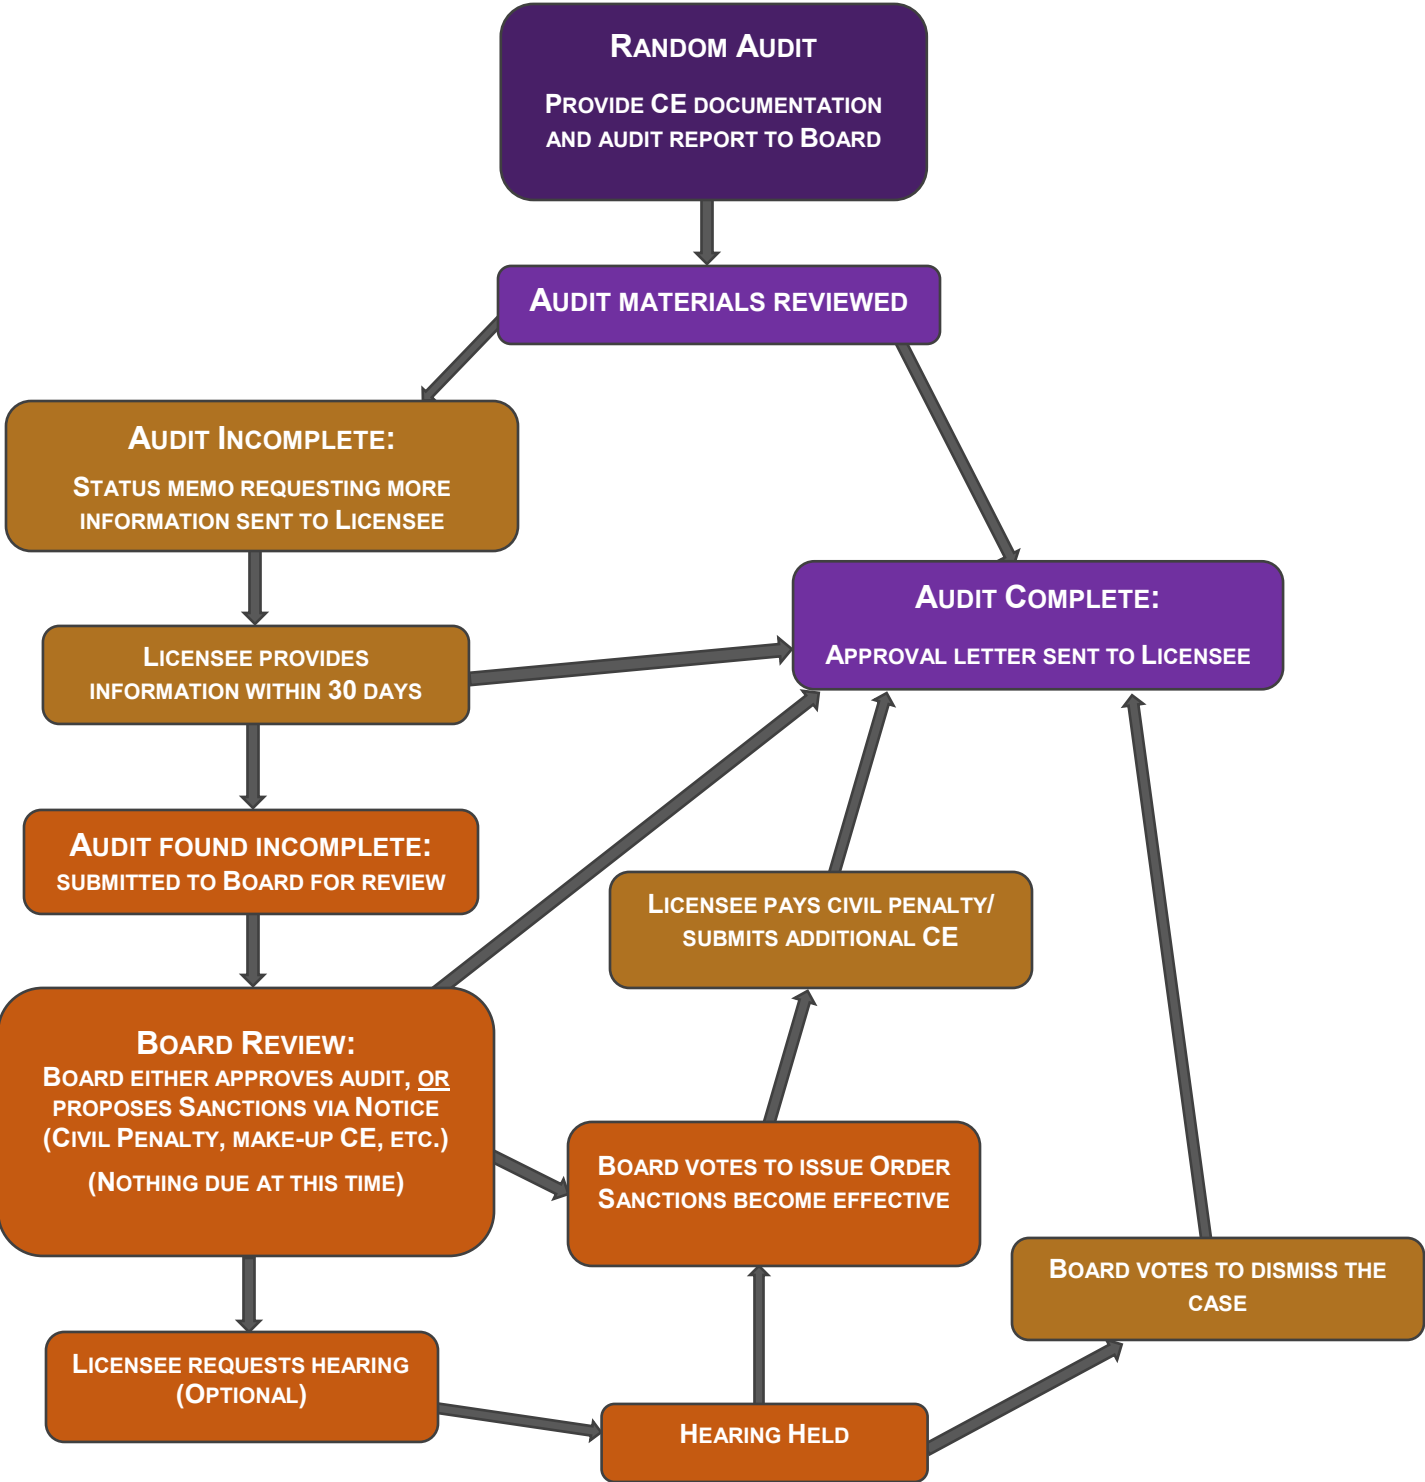 RANDOM AUDIT
PROVIDE CE DOCUMENTATION
AND AUDIT REPORT TO BOARD
AUDIT MATERIALS REVIEWED
AUDIT INCOMPLETE:
STATUS MEMO REQUESTING MORE
INFORMATION SENT TO LICENSEE
AUDIT COMPLETE:
APPROVAL LETTER SENT TO LICENSEE
LICENSEE PROVIDES
INFORMATION WITHIN 30 DAYS
AUDIT FOUND INCOMPLETE:
SUBMITTED TO BOARD FOR REVIEW
LICENSEE PAYS CIVIL PENALTY/
SUBMITS ADDITIONAL CE
BOARD REVIEW:
BOARD EITHER APPROVES AUDIT, OR
PROPOSES SANCTIONS VIA NOTICE
(CIVIL PENALTY, MAKE-UP CE, ETC.)
(NOTHING DUE AT THIS TIME)
BOARD VOTES TO ISSUE ORDER
SANCTIONS BECOME EFFECTIVE
BOARD VOTES TO DISMISS THE
CASE
LICENSEE REQUESTS HEARING
(OPTIONAL)
HEARING HELD